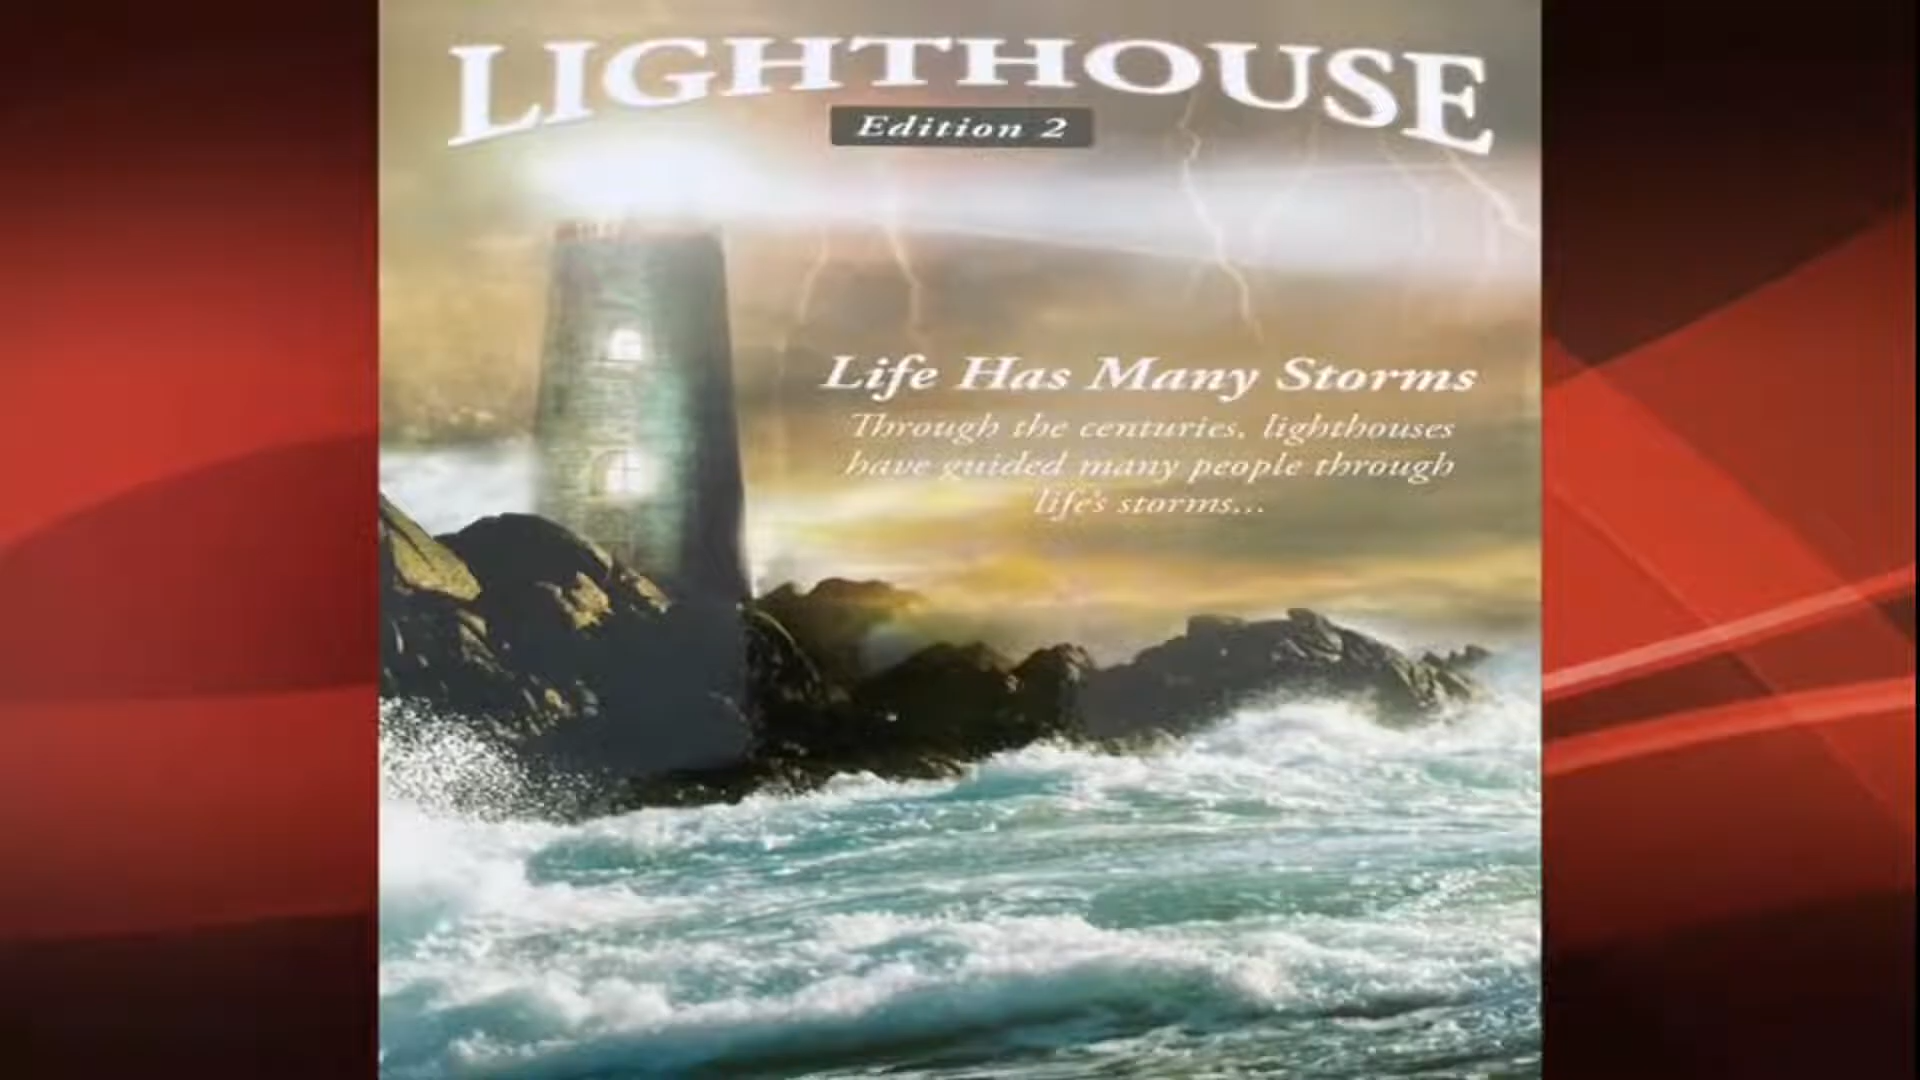 LIGHTHOUSE
Edition 2
Life Has Many Storms
Through the centuries, lighthouses
have guided many people through
life's storms...